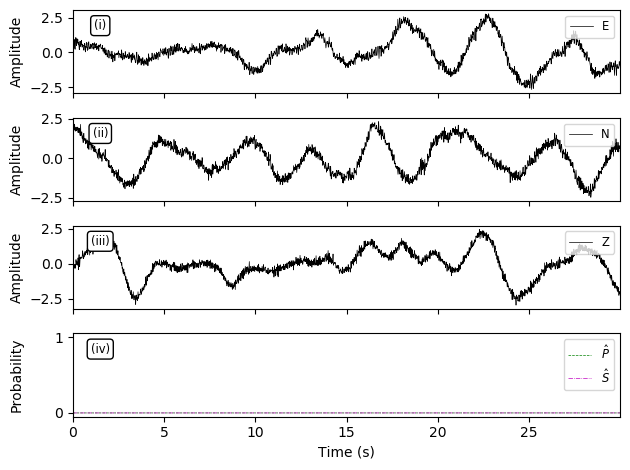 Amplitude
2.5
0.0
−2.5
(i)
E
Amplitude
2.5
0.0
−2.5
(ii)
N
Amplitude
2.5
0.0
−2.5
(iii)
Z
Probability
1
0
(iv)
P̂
Ŝ
0 5 10 15 20 25
Time (s)